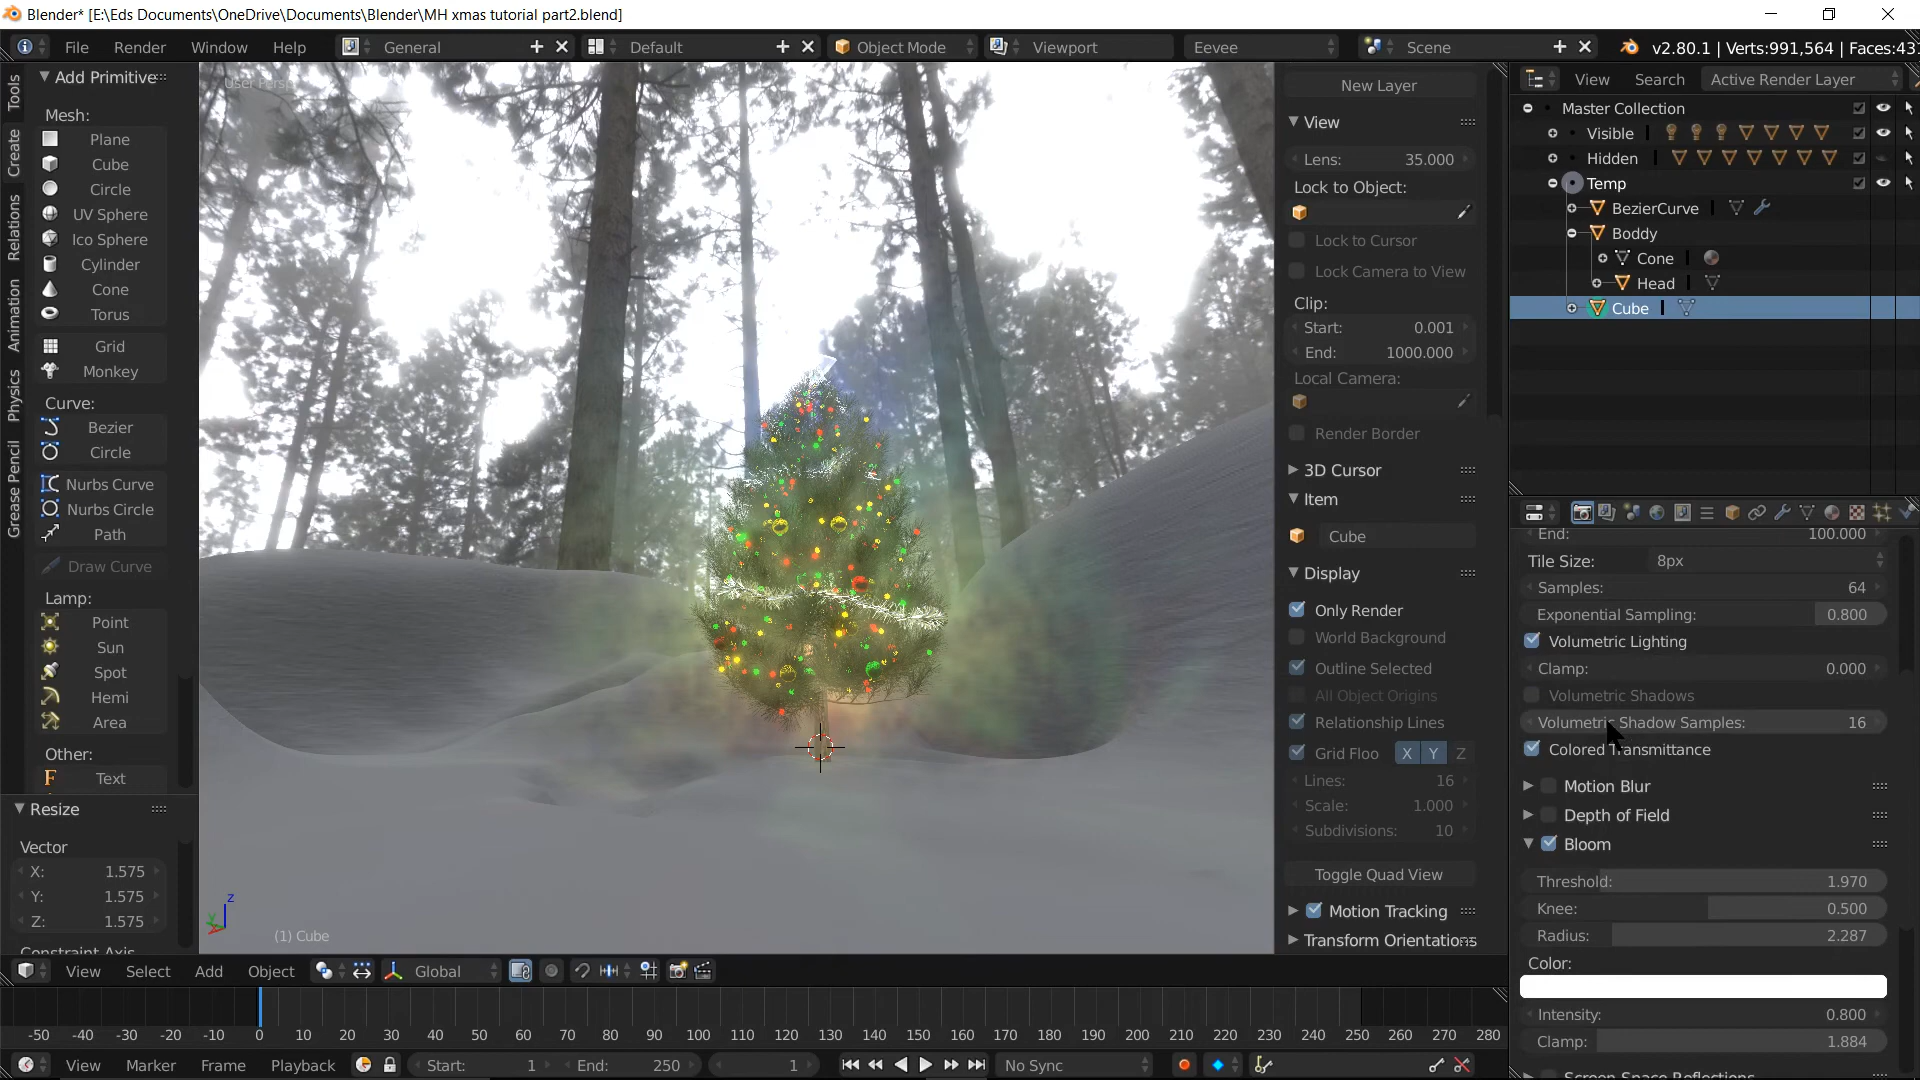 Blender* [E:\Eds Documents\OneDrive\Documents\Blender\MH xmas tutorial part2.blend]
File Render Window Help General Default Object Mode Viewport Eevee Scene v2.80.1 | Verts:991,564 | Faces:431
Tools
Create
Relations
Animation
Physics
Grease Pencil
Add Primitive
Mesh:
Plane
Cube
Circle
UV Sphere
Ico Sphere
Cylinder
Cone
Torus
Grid
Monkey
Curve:
Bezier
Circle
Nurbs Curve
Nurbs Circle
Path
Draw Curve
Lamp:
Point
Sun
Spot
Hemi
Area
Other:
Text
Resize
Vector
X: 1.575
Y: 1.575
Z: 1.575
Constraint Axis
User Persp
z
y
(1) Cube
New Layer
View
Lens: 35.000
Lock to Object:
Lock to Cursor
Lock Camera to View
Clip:
Start: 0.001
End: 1000.000
Local Camera:
Render Border
3D Cursor
Item
Cube
Display
Only Render
World Background
Outline Selected
All Object Origins
Relationship Lines
Grid Floo X Y Z
Lines: 16
Scale: 1.000
Subdivisions: 10
Toggle Quad View
Motion Tracking
Transform Orientations
View Search Active Render Layer
Master Collection
Visible
Hidden
Temp
BezierCurve
Boddy
Cone
Head
Cube
End: 100.000
Tile Size: 8px
Samples: 64
Exponential Sampling: 0.800
Volumetric Lighting
Clamp: 0.000
Volumetric Shadows
Volumetric Shadow Samples: 16
Colored Transmittance
Motion Blur
Depth of Field
Bloom
Threshold: 1.970
Knee: 0.500
Radius: 2.287
Color:
Intensity: 0.800
Clamp: 1.884
Screen Space Reflections
View Select Add Object Global
-50 -40 -30 -20 -10 0 10 20 30 40 50 60 70 80 90 100 110 120 130 140 150 160 170 180 190 200 210 220 230 240 250 260 270 280
View Marker Frame Playback Start: 1 End: 250 1 No Sync